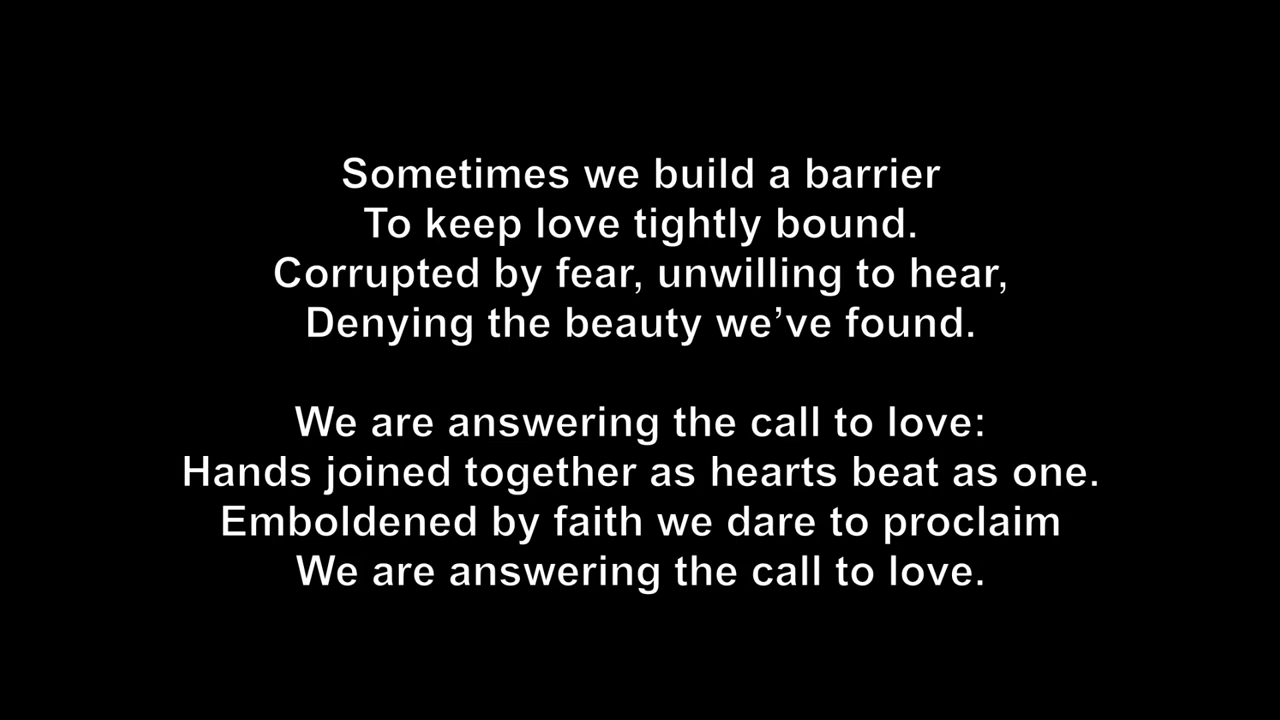 Sometimes we build a barrier
To keep love tightly bound.
Corrupted by fear, unwilling to hear,
Denying the beauty we’ve found.
We are answering the call to love:
Hands joined together as hearts beat as one.
Emboldened by faith we dare to proclaim
We are answering the call to love.